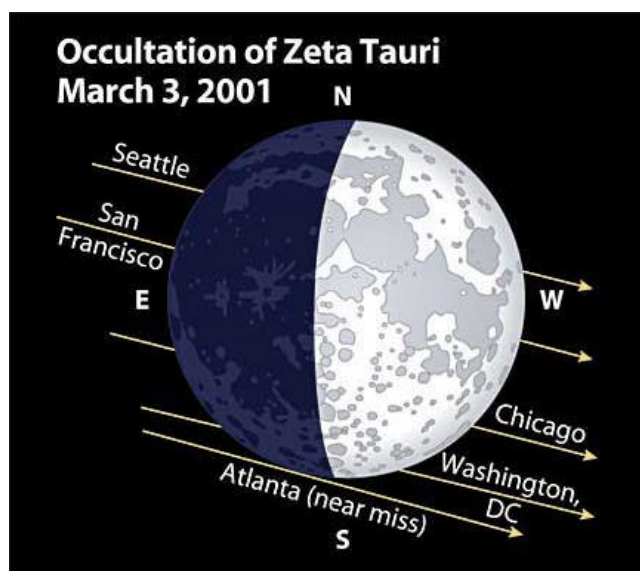 Occultation of Zeta Tauri
March 3, 2001
N
Seattle
San
Francisco
E
W
Chicago
Washington,
DC
Atlanta (near miss)
S